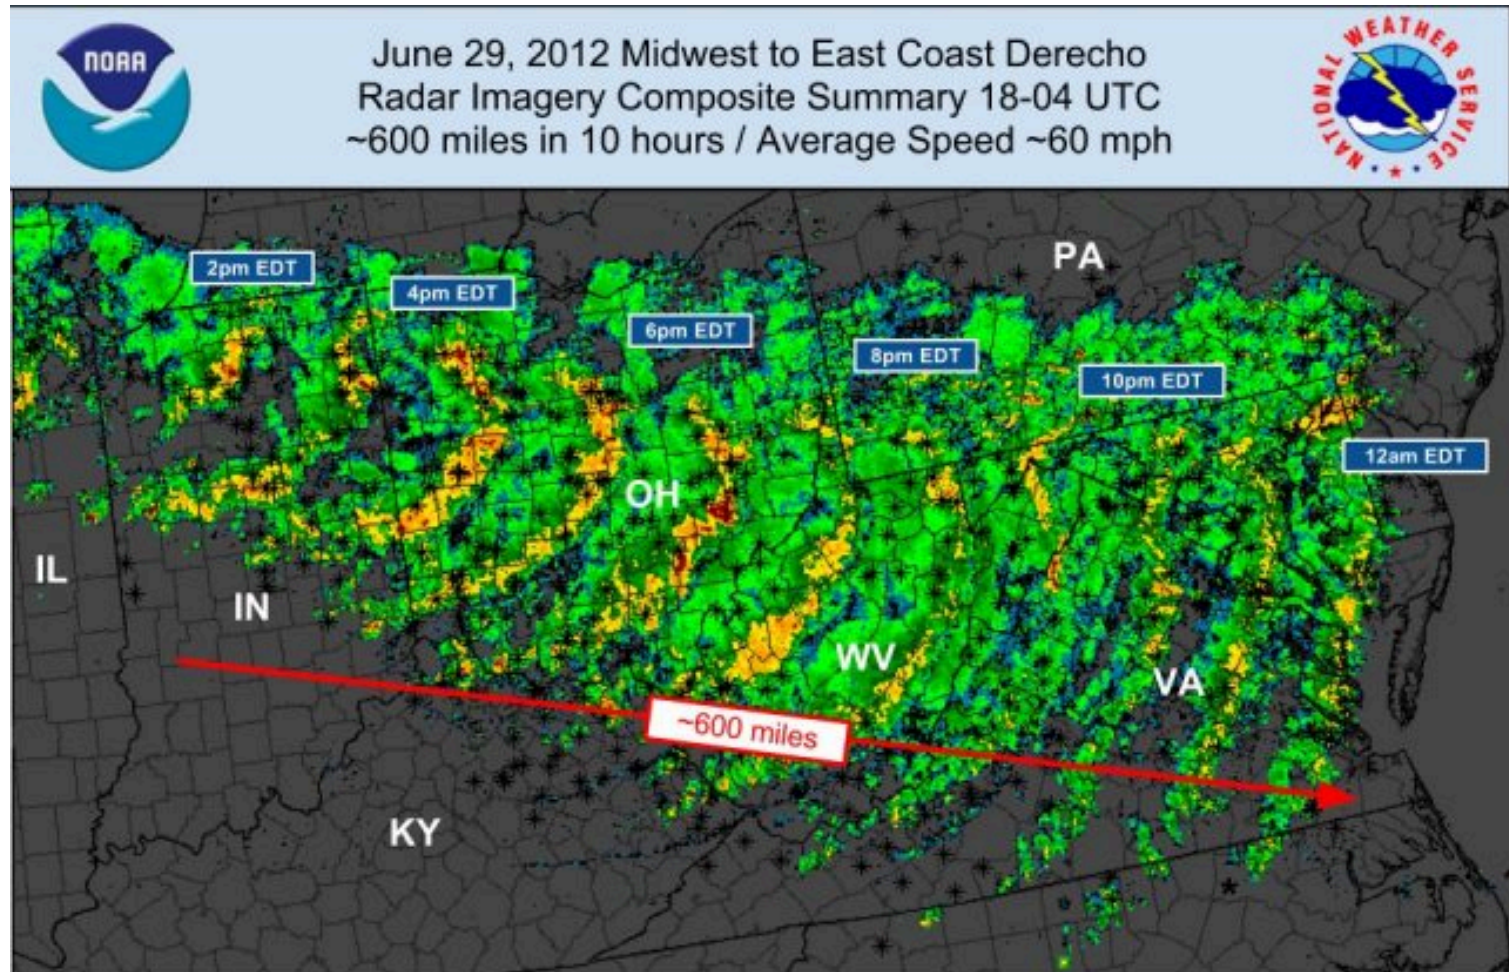 NOAA
June 29, 2012 Midwest to East Coast Derecho
Radar Imagery Composite Summary 18-04 UTC
~600 miles in 10 hours / Average Speed ~60 mph
NATIONAL WEATHER SERVICE
PA
2pm EDT
4pm EDT
6pm EDT
8pm EDT
10pm EDT
12am EDT
OH
IL
IN
WV
VA
~600 miles
KY